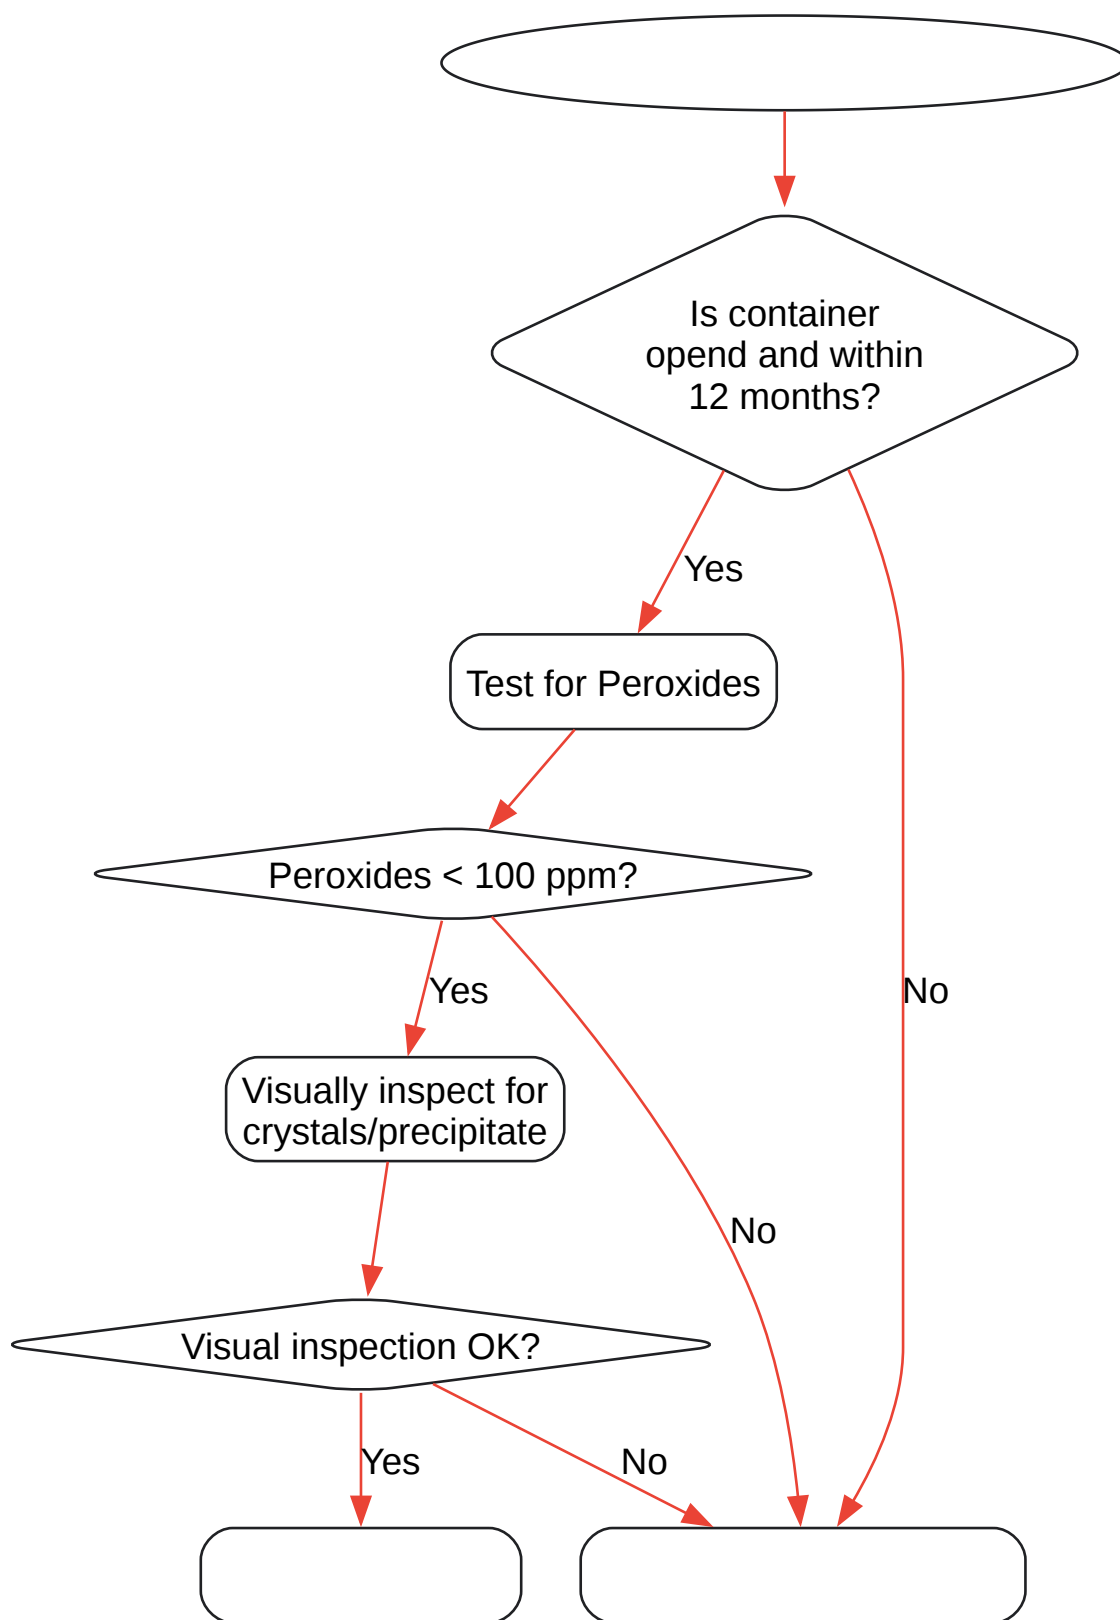 Is container
opend and within
12 months?
Yes
Test for Peroxides
Peroxides < 100 ppm?
Yes
No
Visually inspect for
crystals/precipitate
No
Visual inspection OK?
Yes
No